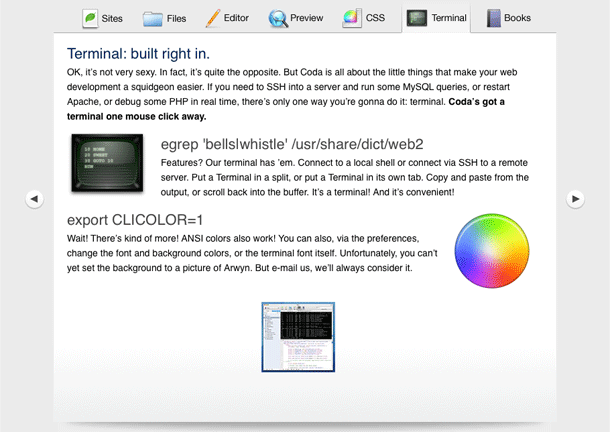 Sites Files Editor Preview CSS Terminal Books
Terminal: built right in.
OK, it's not very sexy. In fact, it's quite the opposite. But Coda is all about the little things that make your web
development a squidgeon easier. If you need to SSH into a server and run some MySQL queries, or restart
Apache, or debug some PHP in real time, there's only one way you're gonna do it: terminal. Coda's got a
terminal one mouse click away.
egrep 'bells|whistle' /usr/share/dict/web2
Features? Our terminal has 'em. Connect to a local shell or connect via SSH to a remote
server. Put a Terminal in a split, or put a Terminal in its own tab. Copy and paste from the
output, or scroll back into the buffer. It's a terminal! And it's convenient!
export CLICOLOR=1
Wait! There's kind of more! ANSI colors also work! You can also, via the preferences,
change the font and background colors, or the terminal font itself. Unfortunately, you can't
yet set the background to a picture of Arwyn. But e-mail us, we'll always consider it.